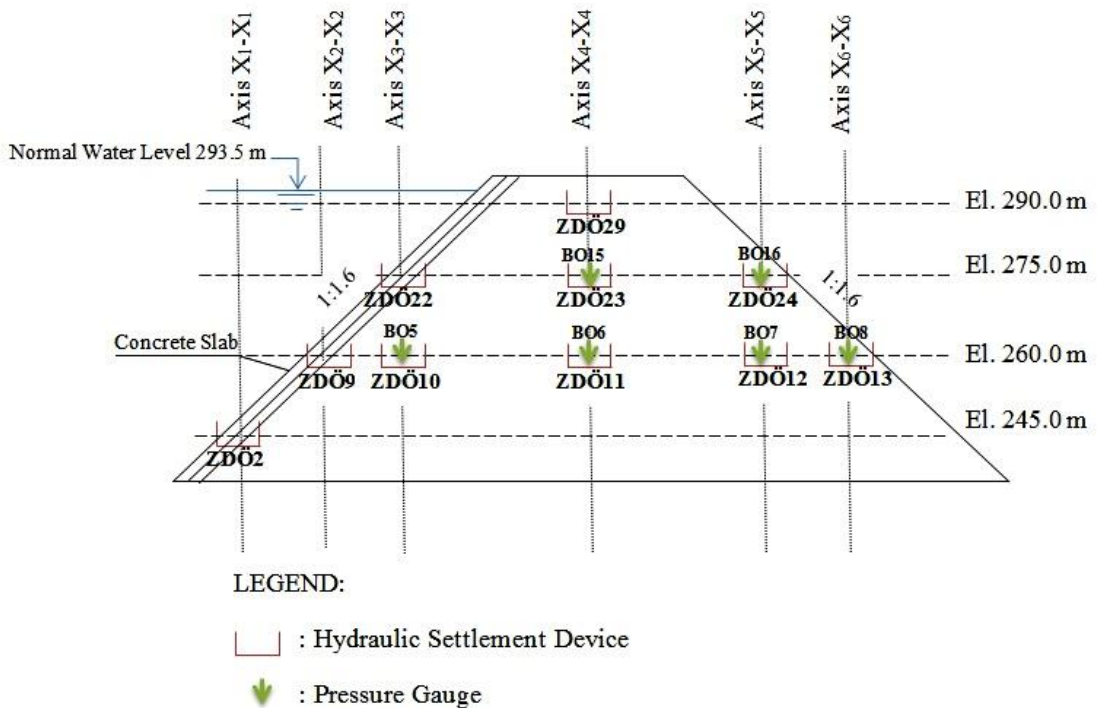 Axis X₁-X₁
Axis X₂-X₂
Axis X₃-X₃
Axis X₄-X₄
Axis X₅-X₅
Axis X₆-X₆
Normal Water Level 293.5 m
El. 290.0 m
ZDÖ29
BO15
BO16
El. 275.0 m
1:1.6
ZDÖ22
ZDÖ23
ZDÖ24
1:1.6
Concrete Slab
BO5
BO6
BO7
BO8
El. 260.0 m
ZDÖ9
ZDÖ10
ZDÖ11
ZDÖ12
ZDÖ13
El. 245.0 m
ZDÖ2
LEGEND:
: Hydraulic Settlement Device
: Pressure Gauge